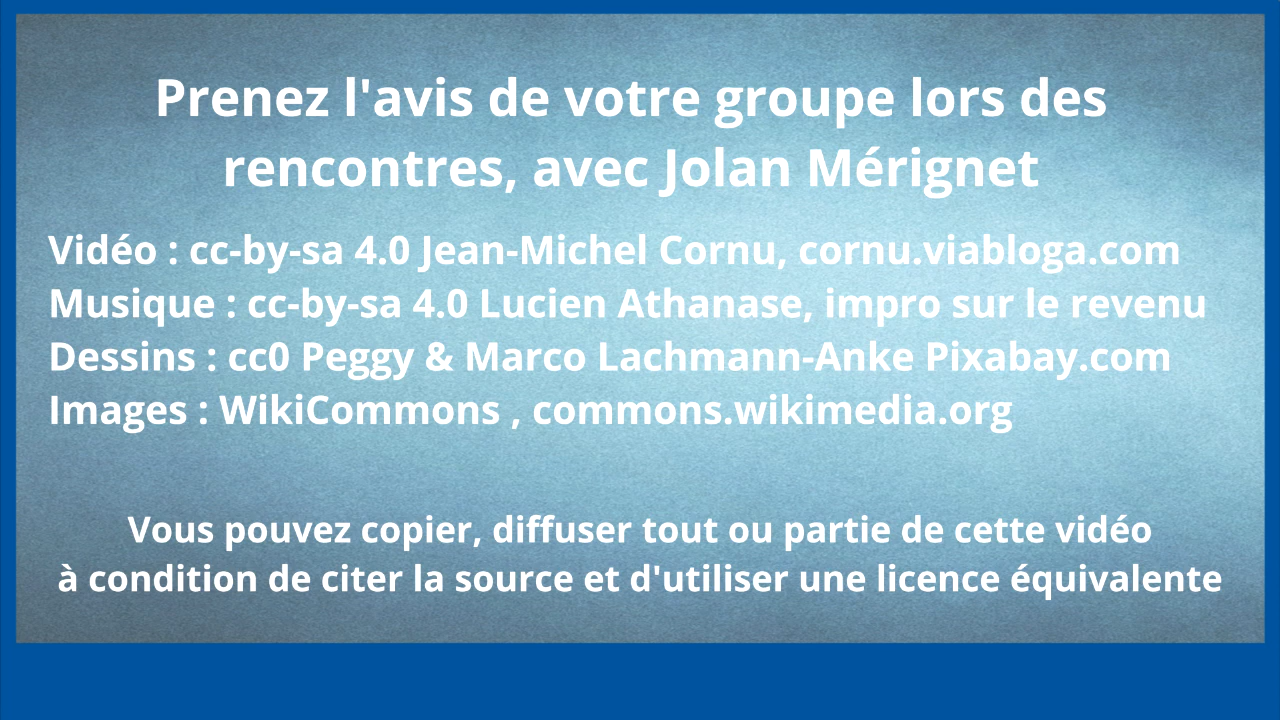 Prenez l'avis de votre groupe lors des
rencontres, avec Jolan Mérignet
Vidéo : cc-by-sa 4.0 Jean-Michel Cornu, cornu.viabloga.com
Musique : cc-by-sa 4.0 Lucien Athanase, impro sur le revenu
Dessins : cc0 Peggy & Marco Lachmann-Anke Pixabay.com
Images : WikiCommons , commons.wikimedia.org
Vous pouvez copier, diffuser tout ou partie de cette vidéo
à condition de citer la source et d'utiliser une licence équivalente